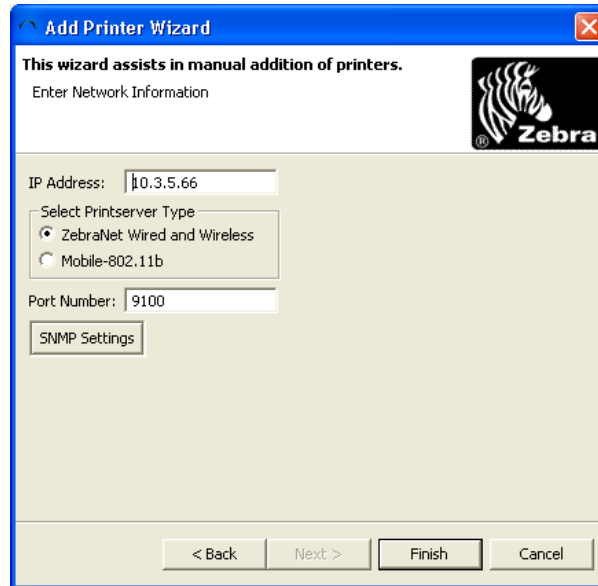 Add Printer Wizard
This wizard assists in manual addition of printers.
Enter Network Information
® Zebra
IP Address: 10.3.5.66
Select Printserver Type
ZebraNet Wired and Wireless
Mobile-802.11b
Port Number: 9100
SNMP Settings
< Back Next > Finish Cancel